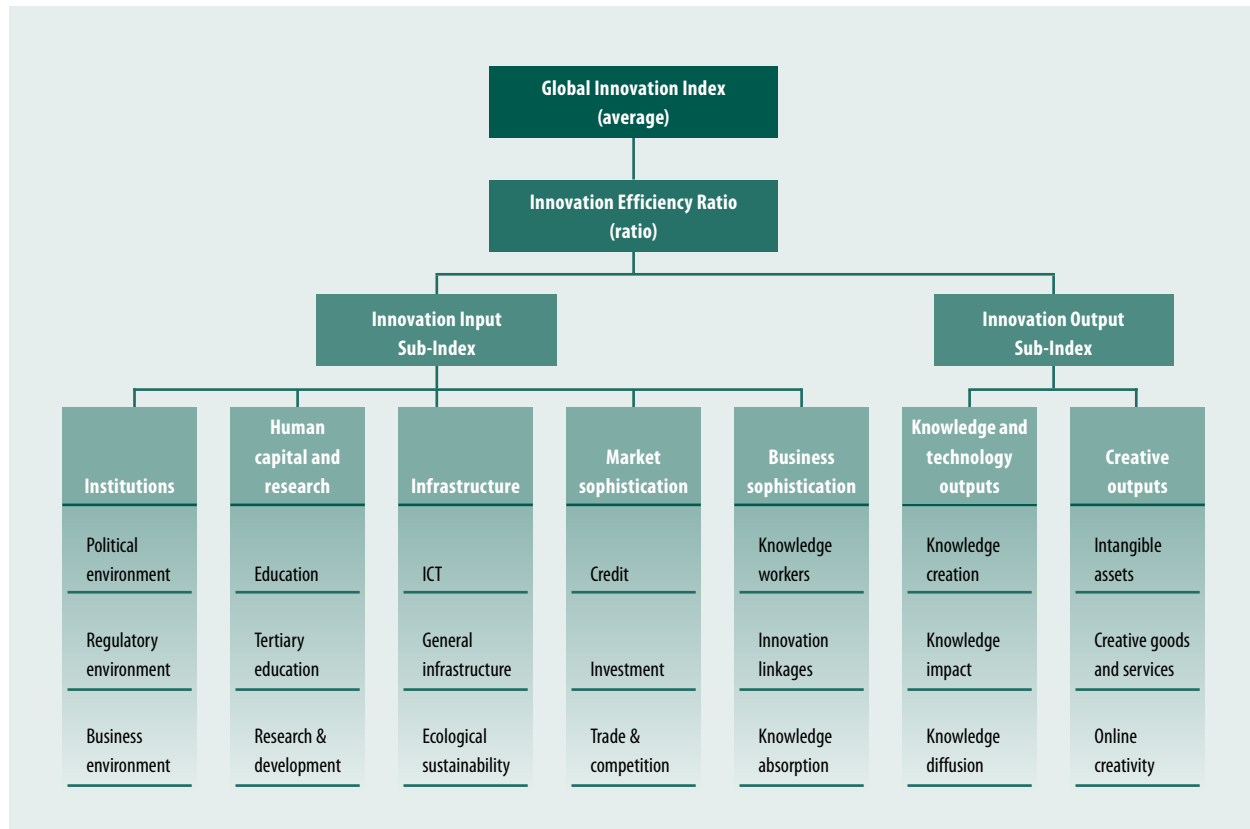 Global Innovation Index
(average)
Innovation Efficiency Ratio
(ratio)
Innovation Input
Sub-Index
Innovation Output
Sub-Index
Institutions
Human
capital and
research
Infrastructure
Market
sophistication
Business
sophistication
Knowledge and
technology
outputs
Creative
outputs
Political
environment
Education
ICT
Credit
Knowledge
workers
Knowledge
creation
Intangible
assets
Regulatory
environment
Tertiary
education
General
infrastructure
Investment
Innovation
linkages
Knowledge
impact
Creative goods
and services
Business
environment
Research &
development
Ecological
sustainability
Trade &
competition
Knowledge
absorption
Knowledge
diffusion
Online
creativity